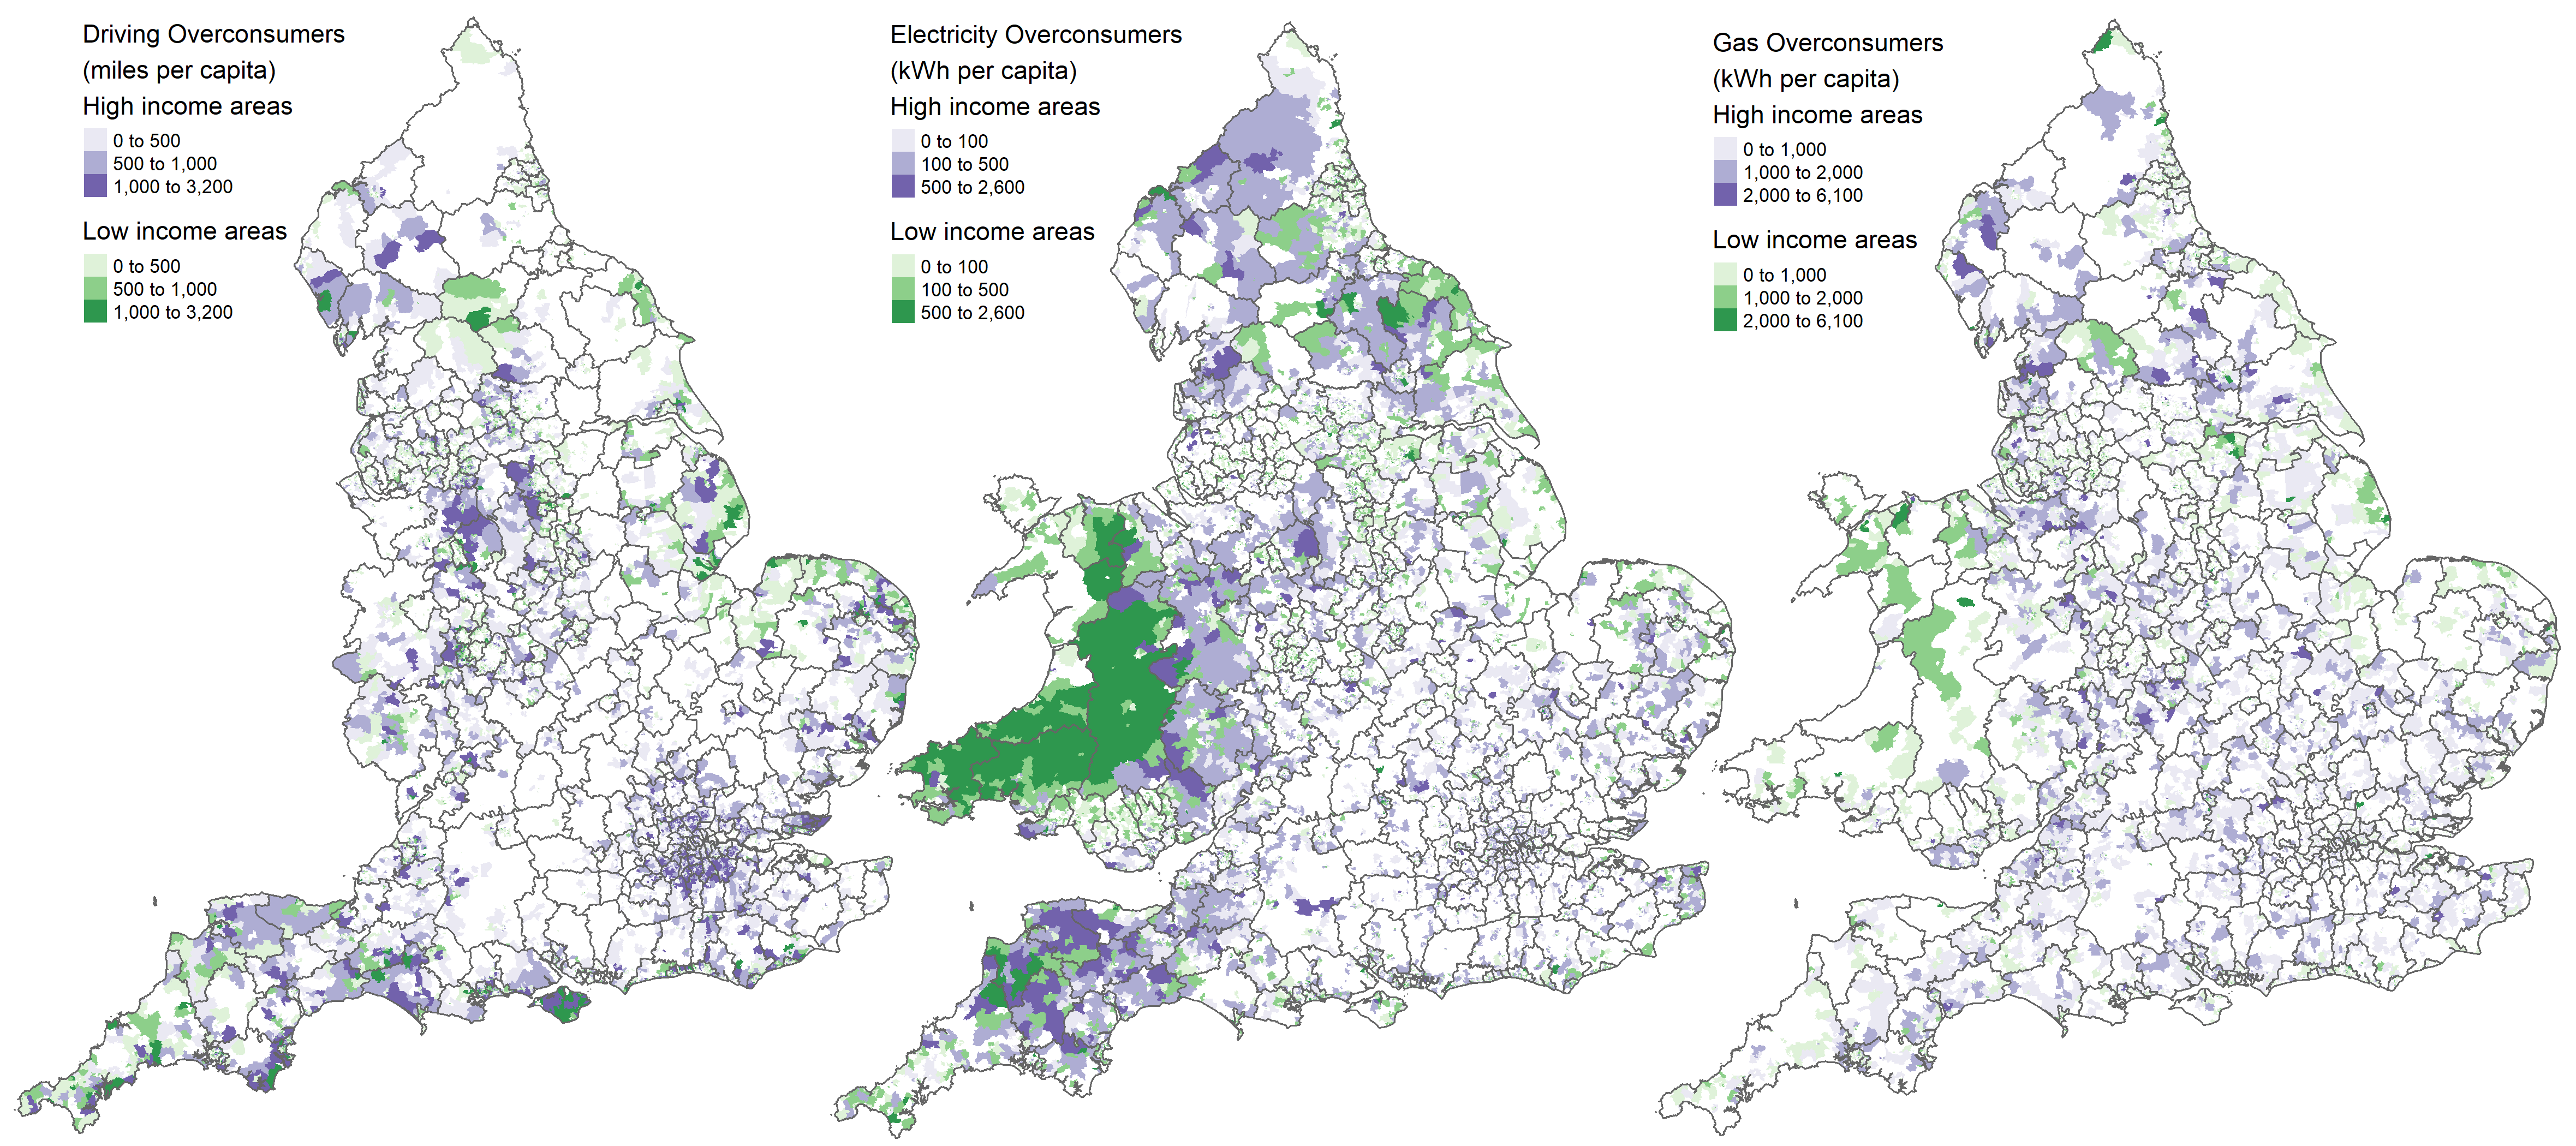 Driving Overconsumers
(miles per capita)
High income areas
0 to 500
500 to 1,000
1,000 to 3,200
Low income areas
0 to 500
500 to 1,000
1,000 to 3,200
Electricity Overconsumers
(kWh per capita)
High income areas
0 to 100
100 to 500
500 to 2,600
Low income areas
0 to 100
100 to 500
500 to 2,600
Gas Overconsumers
(kWh per capita)
High income areas
0 to 1,000
1,000 to 2,000
2,000 to 6,100
Low income areas
0 to 1,000
1,000 to 2,000
2,000 to 6,100